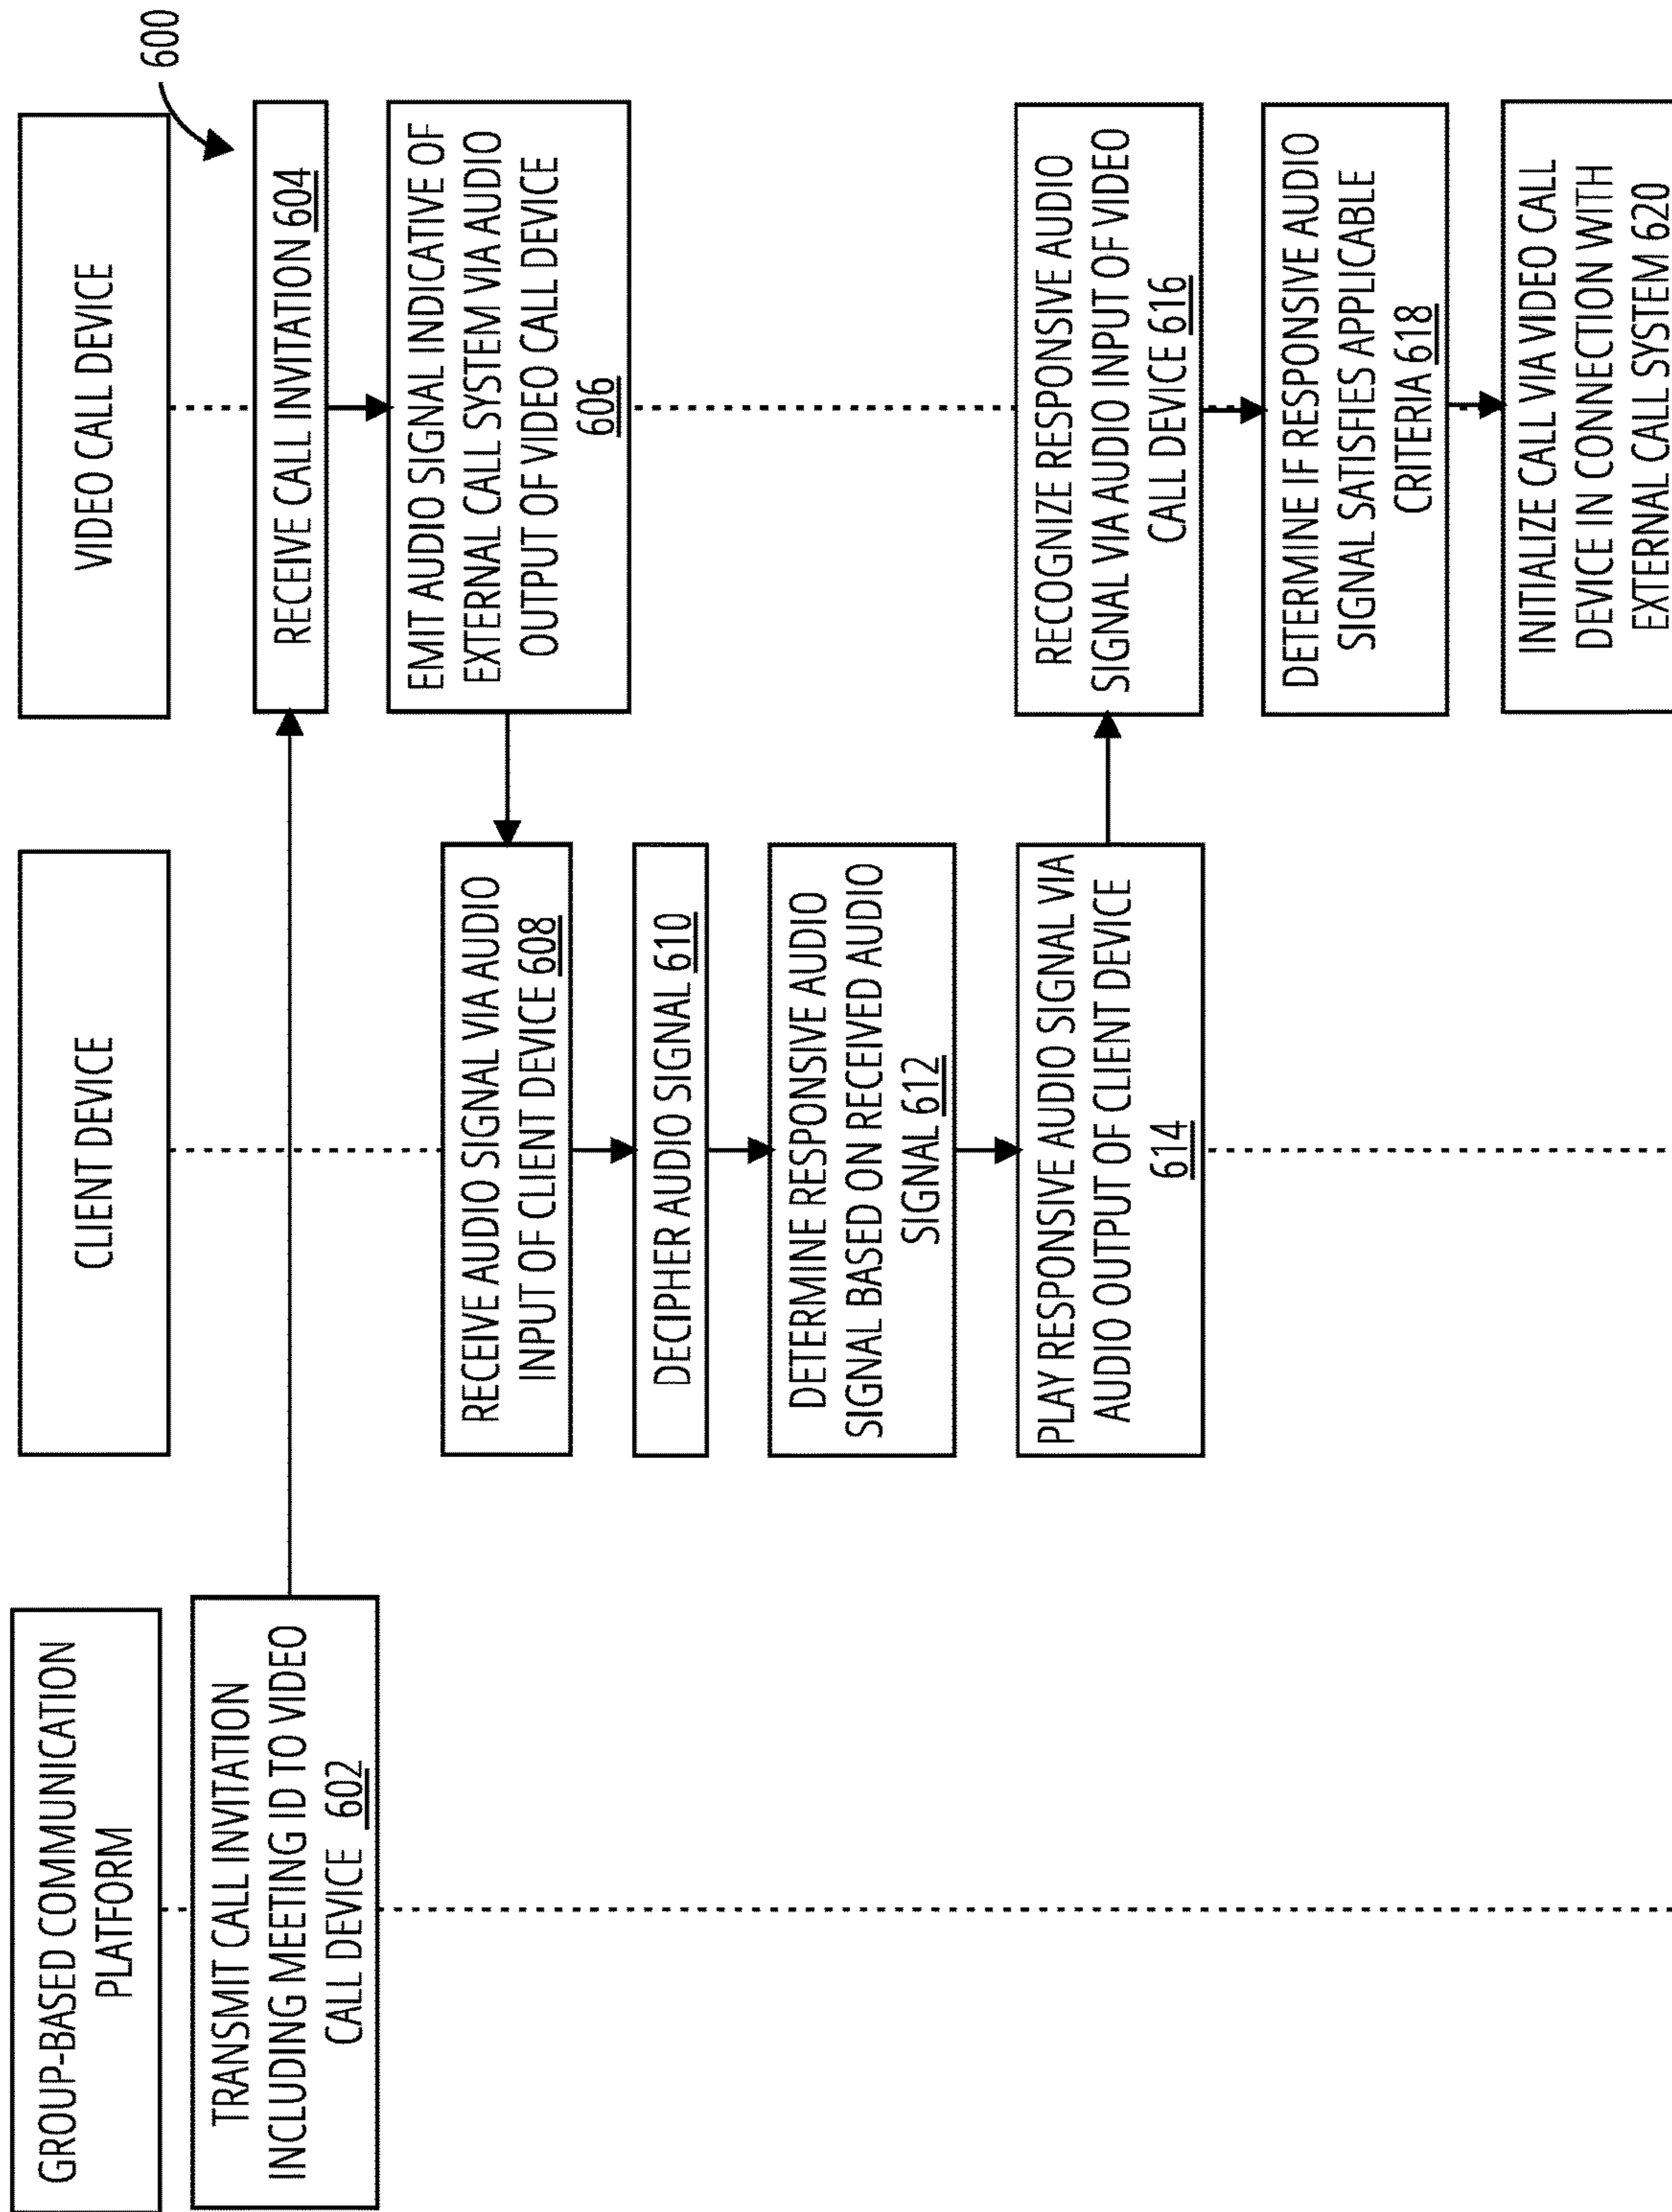 GROUP-BASED COMMUNICATION
PLATFORM
CLIENT DEVICE
VIDEO CALL DEVICE
600
TRANSMIT CALL INVITATION
INCLUDING MEETING ID TO VIDEO
CALL DEVICE 602
RECEIVE CALL INVITATION 604
EMIT AUDIO SIGNAL INDICATIVE OF
EXTERNAL CALL SYSTEM VIA AUDIO
OUTPUT OF VIDEO CALL DEVICE
606
RECEIVE AUDIO SIGNAL VIA AUDIO
INPUT OF CLIENT DEVICE 608
DECIPHER AUDIO SIGNAL 610
DETERMINE RESPONSIVE AUDIO
SIGNAL BASED ON RECEIVED AUDIO
SIGNAL 612
PLAY RESPONSIVE AUDIO SIGNAL VIA
AUDIO OUTPUT OF CLIENT DEVICE
614
RECOGNIZE RESPONSIVE AUDIO
SIGNAL VIA AUDIO INPUT OF VIDEO
CALL DEVICE 616
DETERMINE IF RESPONSIVE AUDIO
SIGNAL SATISFIES APPLICABLE
CRITERIA 618
INITIALIZE CALL VIA VIDEO CALL
DEVICE IN CONNECTION WITH
EXTERNAL CALL SYSTEM 620